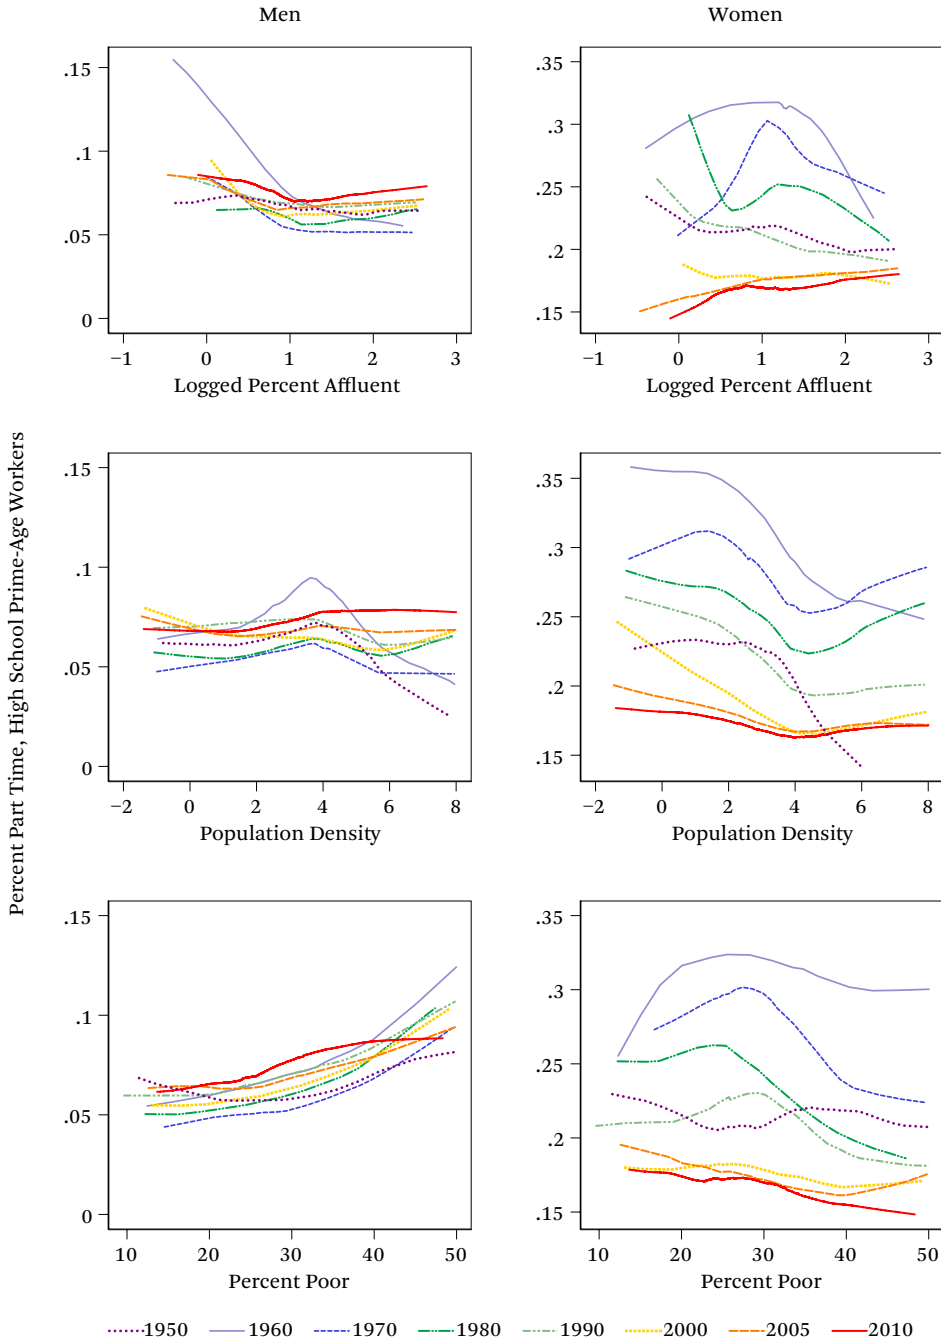 Men Women
.15
.1
.05
0
−1 0 1 2 3
Logged Percent Affluent
.35
.3
.25
.2
.15
−1 0 1 2 3
Logged Percent Affluent
Percent Part Time, High School Prime-Age Workers
.15
.1
.05
0
−2 0 2 4 6 8
Population Density
.35
.3
.25
.2
.15
−2 0 2 4 6 8
Population Density
.15
.1
.05
0
10 20 30 40 50
Percent Poor
.35
.3
.25
.2
.15
10 20 30 40 50
Percent Poor
1950 1960 1970 1980 1990 2000 2005 2010